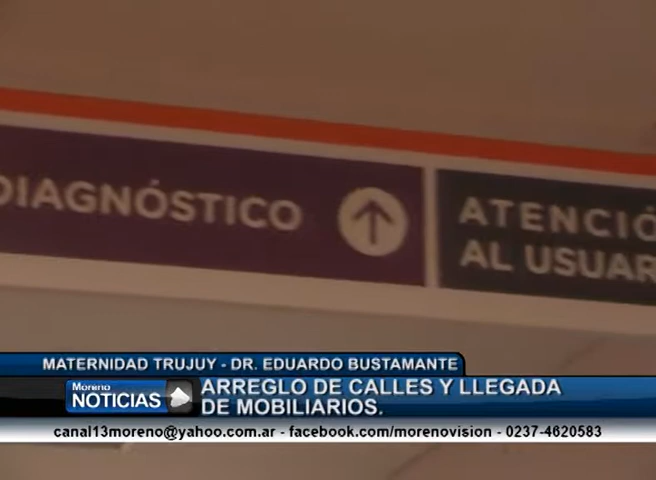 DIAGNÓSTICO
ATENCIÓ
AL USUAR
MATERNIDAD TRUJUY - DR. EDUARDO BUSTAMANTE
Moreno
NOTICIAS
ARREGLO DE CALLES Y LLEGADA
DE MOBILIARIOS.
canal13moreno@yahoo.com.ar - facebook.com/morenovision - 0237-4620583